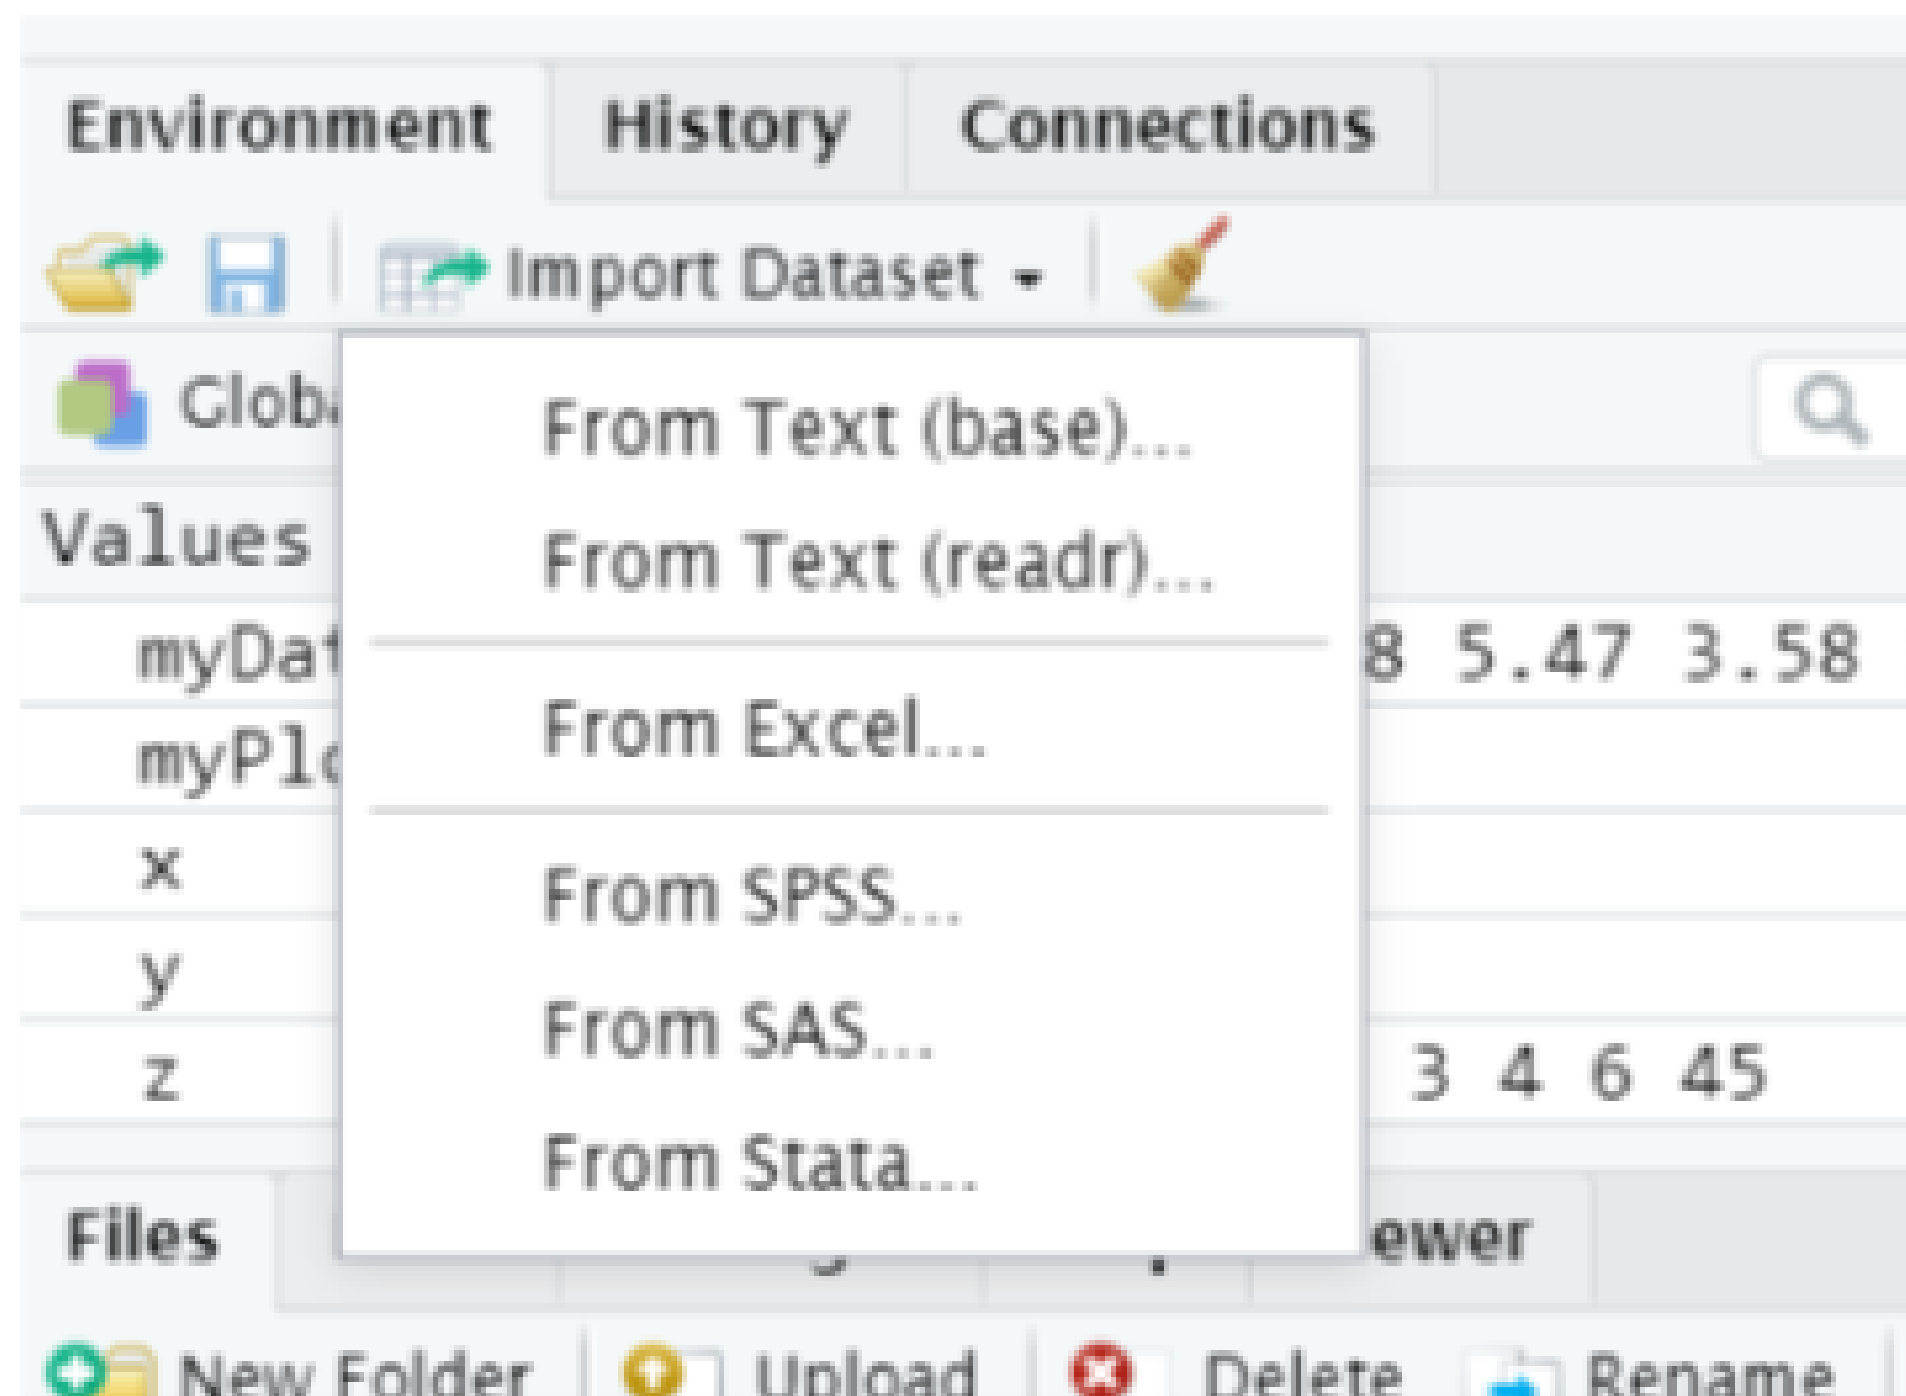 Environment History Connections
Import Dataset
From Text (base)...
From Text (readr)...
Values
8 5.47 3.58
From Excel...
x
From SPSS...
y
From SAS...
z
3 4 6 45
From Stata...
Files
New Folder Upload Delete Rename